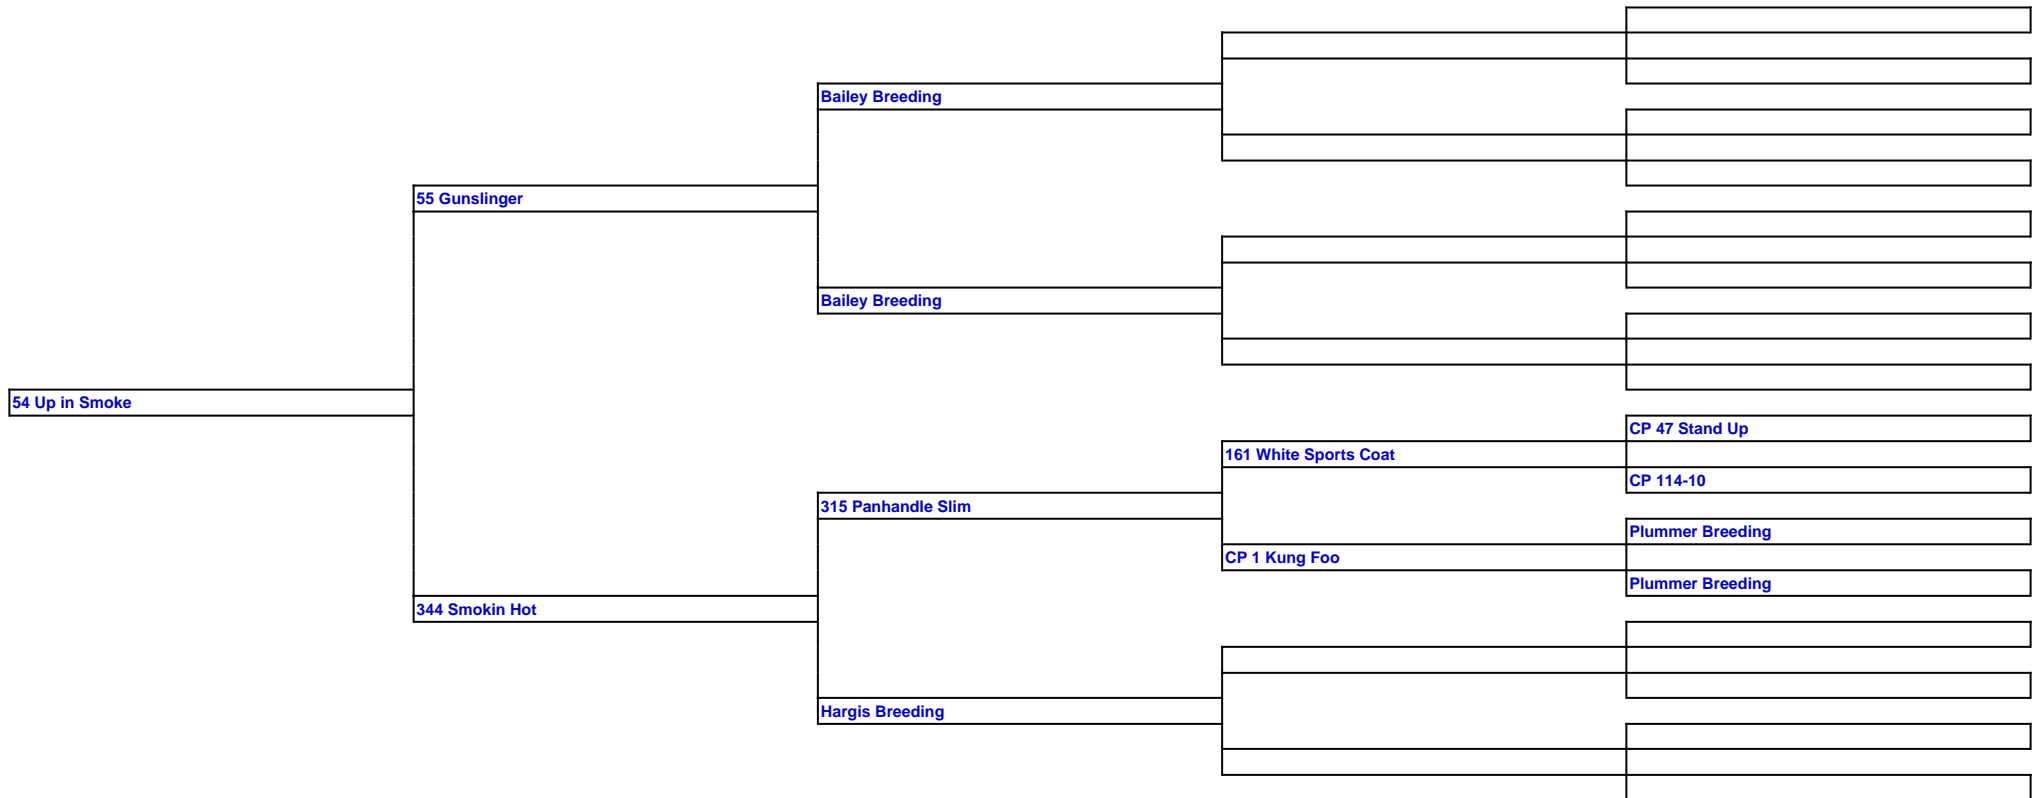 Bailey Breeding
55 Gunslinger
Bailey Breeding
54 Up in Smoke
CP 47 Stand Up
161 White Sports Coat
CP 114-10
315 Panhandle Slim
Plummer Breeding
CP 1 Kung Foo
Plummer Breeding
344 Smokin Hot
Hargis Breeding